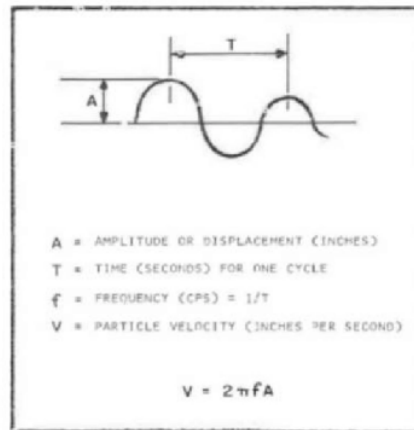 T
A
A = AMPLITUDE OR DISPLACEMENT (INCHES)
T = TIME (SECONDS) FOR ONE CYCLE
f = FREQUENCY (CPS) = 1/T
V = PARTICLE VELOCITY (INCHES PER SECOND)
V = 2πfA